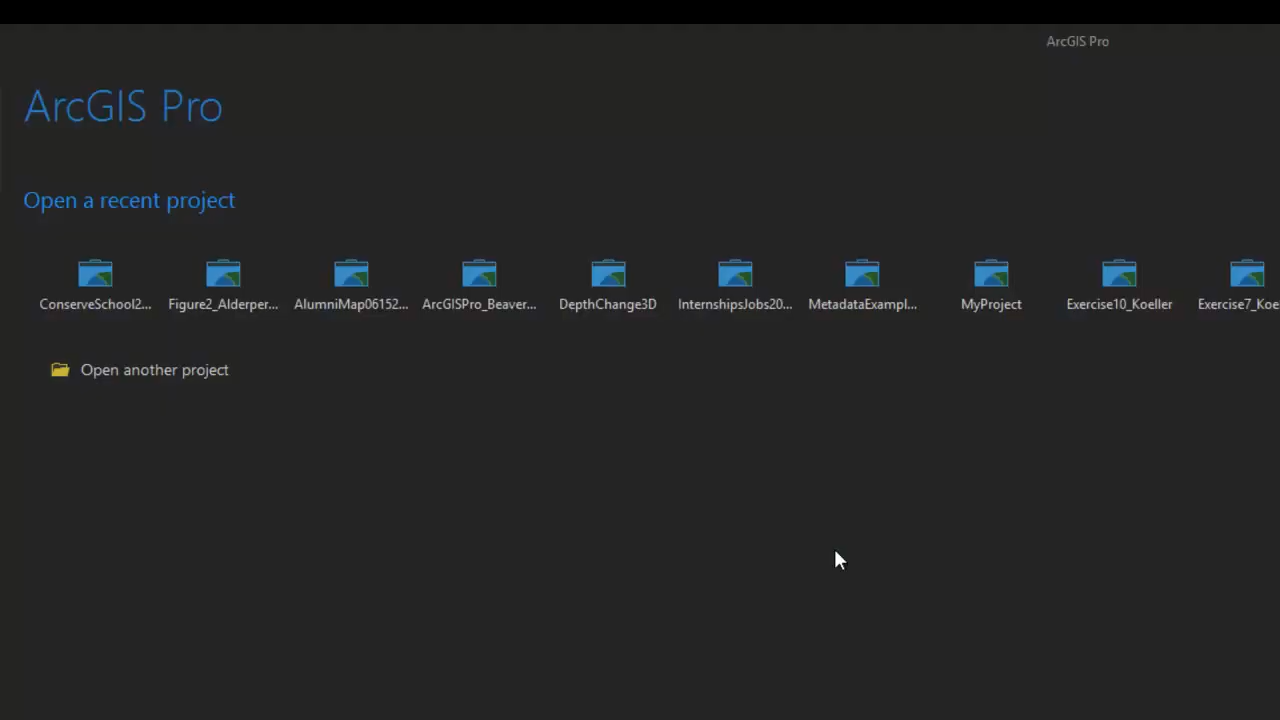 ArcGIS Pro
ArcGIS Pro
Open a recent project
ConserveSchool2... Figure2_Alderper... AlumniMap06152... ArcGISPro_Beaver... DepthChange3D InternshipsJobs20... MetadataExampl... MyProject Exercise10_Koeller Exercise7_Koe
Open another project